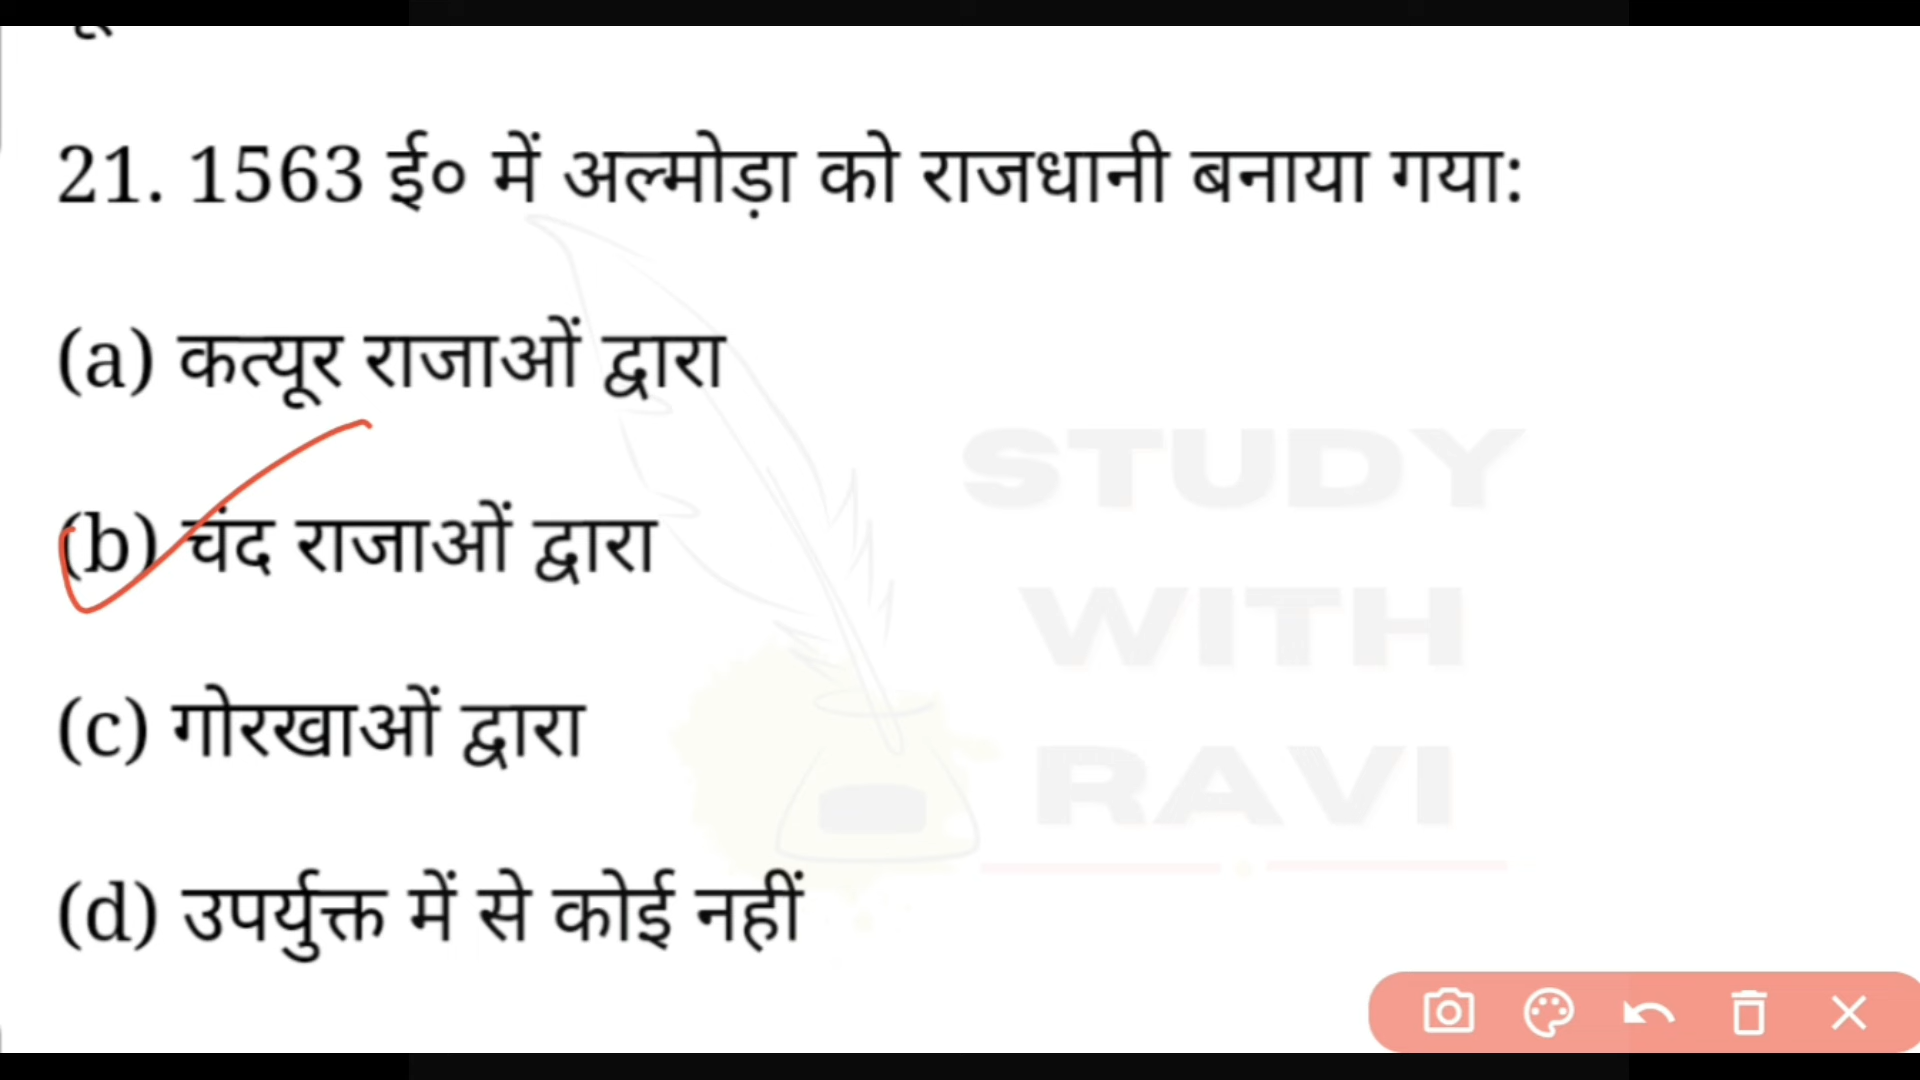 21. 1563 ई० में अल्मोड़ा को राजधानी बनाया गया:
(a) कत्यूर राजाओं द्वारा
(b) चंद राजाओं द्वारा
(c) गोरखाओं द्वारा
(d) उपर्युक्त में से कोई नहीं
STUDY
WITH
RAVI